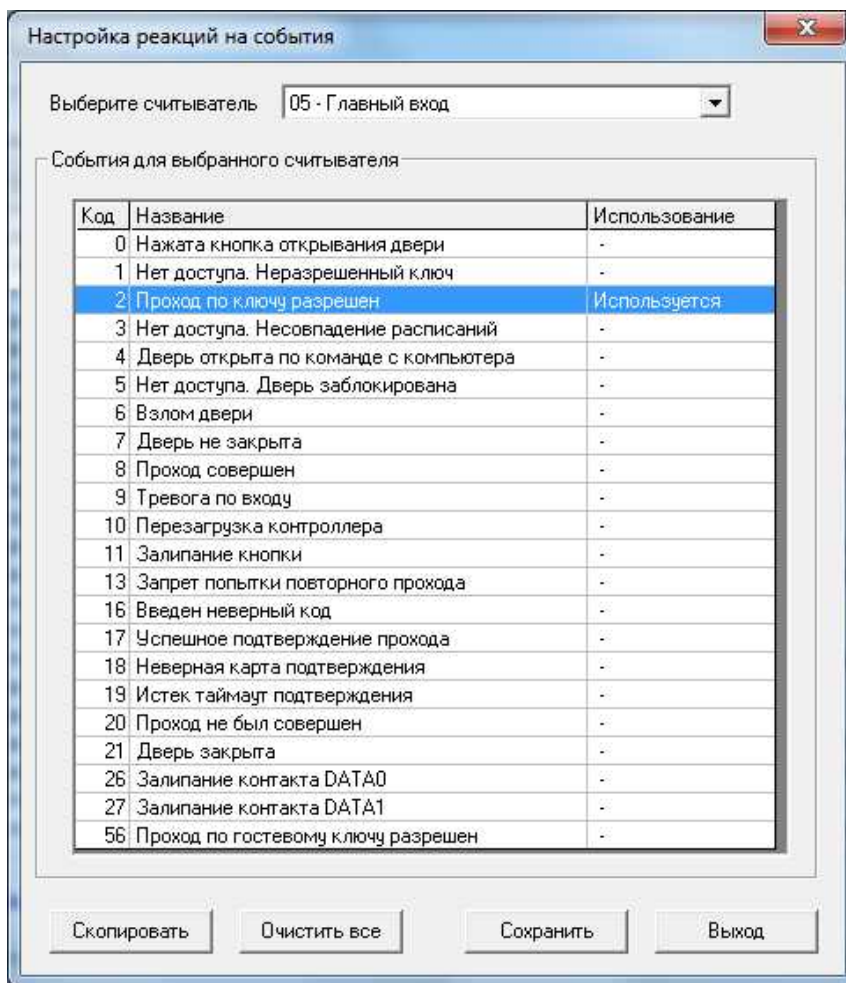 Настройка реакций на события
Выберите считыватель 05 - Главный вход
События для выбранного считывателя
Код Название Использование
0 Нажата кнопка открывания двери -
1 Нет доступа. Неразрешенный ключ -
2 Проход по ключу разрешен Используется
3 Нет доступа. Несовпадение расписаний -
4 Дверь открыта по команде с компьютера -
5 Нет доступа. Дверь заблокирована -
6 Взлом двери -
7 Дверь не закрыта -
8 Проход совершен -
9 Тревога по входу -
10 Перезагрузка контроллера -
11 Залипание кнопки -
13 Запрет попытки повторного прохода -
16 Введен неверный код -
17 Успешное подтверждение прохода -
18 Неверная карта подтверждения -
19 Истек таймаут подтверждения -
20 Проход не был совершен -
21 Дверь закрыта -
26 Залипание контакта DATA0 -
27 Залипание контакта DATA1 -
56 Проход по гостевому ключу разрешен -
Скопировать Очистить все Сохранить Выход